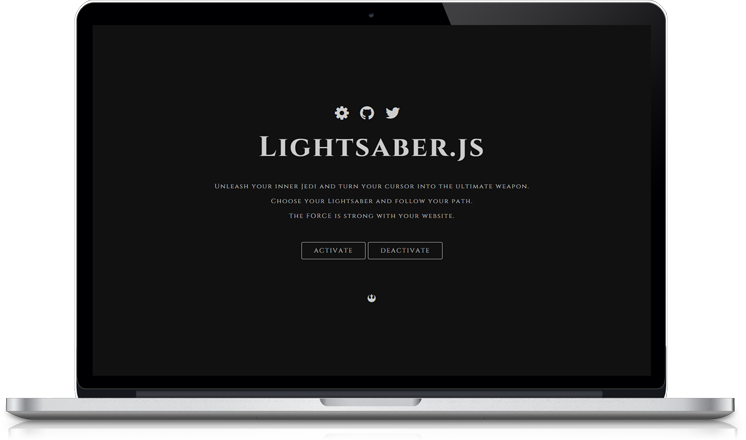 Lightsaber.js
Unleash your inner Jedi and turn your cursor into the ultimate weapon.
Choose your Lightsaber and follow your path.
The FORCE is strong with your website.
ACTIVATE DEACTIVATE